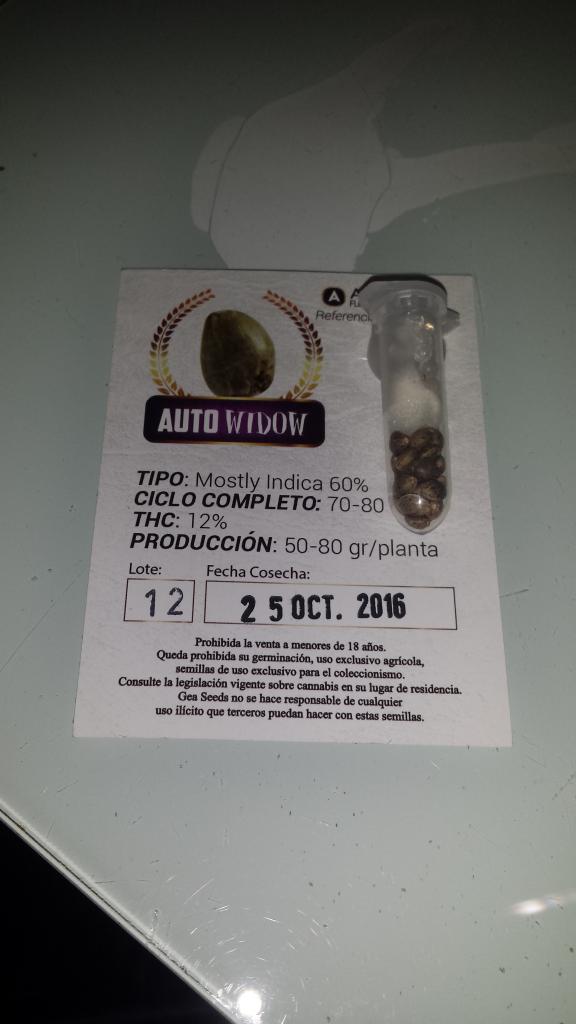 A
Referenc
AUTO WIDOW
TIPO: Mostly Indica 60%
CICLO COMPLETO: 70-80
THC: 12%
PRODUCCIÓN: 50-80 gr/planta
Lote: Fecha Cosecha:
12 25 OCT. 2016
Prohibida la venta a menores de 18 años.
Queda prohibida su germinación, uso exclusivo agrícola,
semillas de uso exclusivo para el coleccionismo.
Consulte la legislación vigente sobre cannabis en su lugar de residencia.
Gea Seeds no se hace responsable de cualquier
uso ilícito que terceros puedan hacer con estas semillas.